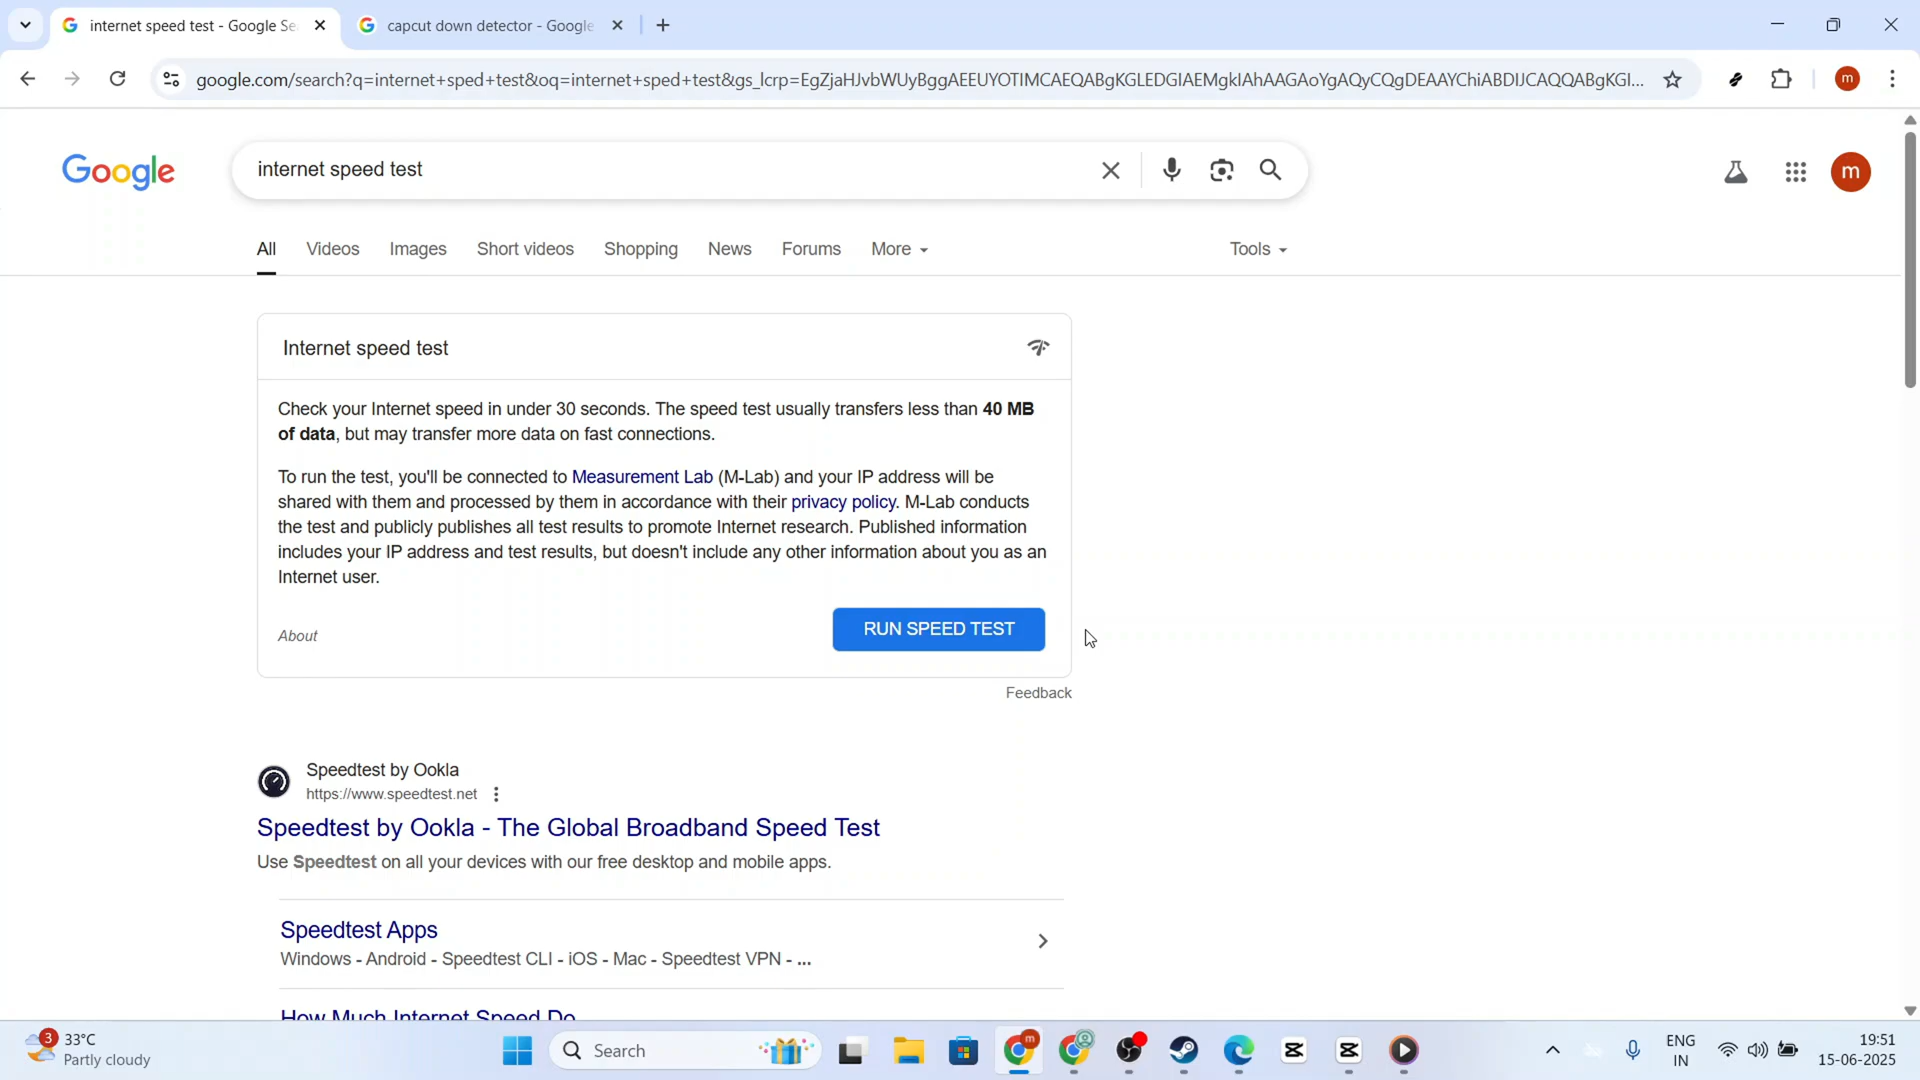 internet speed test - Google Se
capcut down detector - Google
google.com/search?q=internet+sped+test&oq=internet+sped+test&gs_lcrp=EgZjaHJvbWUyBggAEEUYOTIMCAEQABgKGLEDGIAEMgkIAhAAGAoYgAQyCQgDEAAYChiABDIJCAQQABgKGI...
m
Google
internet speed test
m
All
Videos
Images
Short videos
Shopping
News
Forums
More
Tools
Internet speed test
Check your Internet speed in under 30 seconds. The speed test usually transfers less than 40 MB
of data, but may transfer more data on fast connections.
To run the test, you'll be connected to Measurement Lab (M-Lab) and your IP address will be
shared with them and processed by them in accordance with their privacy policy. M-Lab conducts
the test and publicly publishes all test results to promote Internet research. Published information
includes your IP address and test results, but doesn't include any other information about you as an
Internet user.
About
RUN SPEED TEST
Feedback
Speedtest by Ookla
https://www.speedtest.net
Speedtest by Ookla - The Global Broadband Speed Test
Use Speedtest on all your devices with our free desktop and mobile apps.
Speedtest Apps
Windows - Android - Speedtest CLI - iOS - Mac - Speedtest VPN - ...
How Much Internet Speed Do
3
33°C
Partly cloudy
Search
m
ENG
IN
19:51
15-06-2025